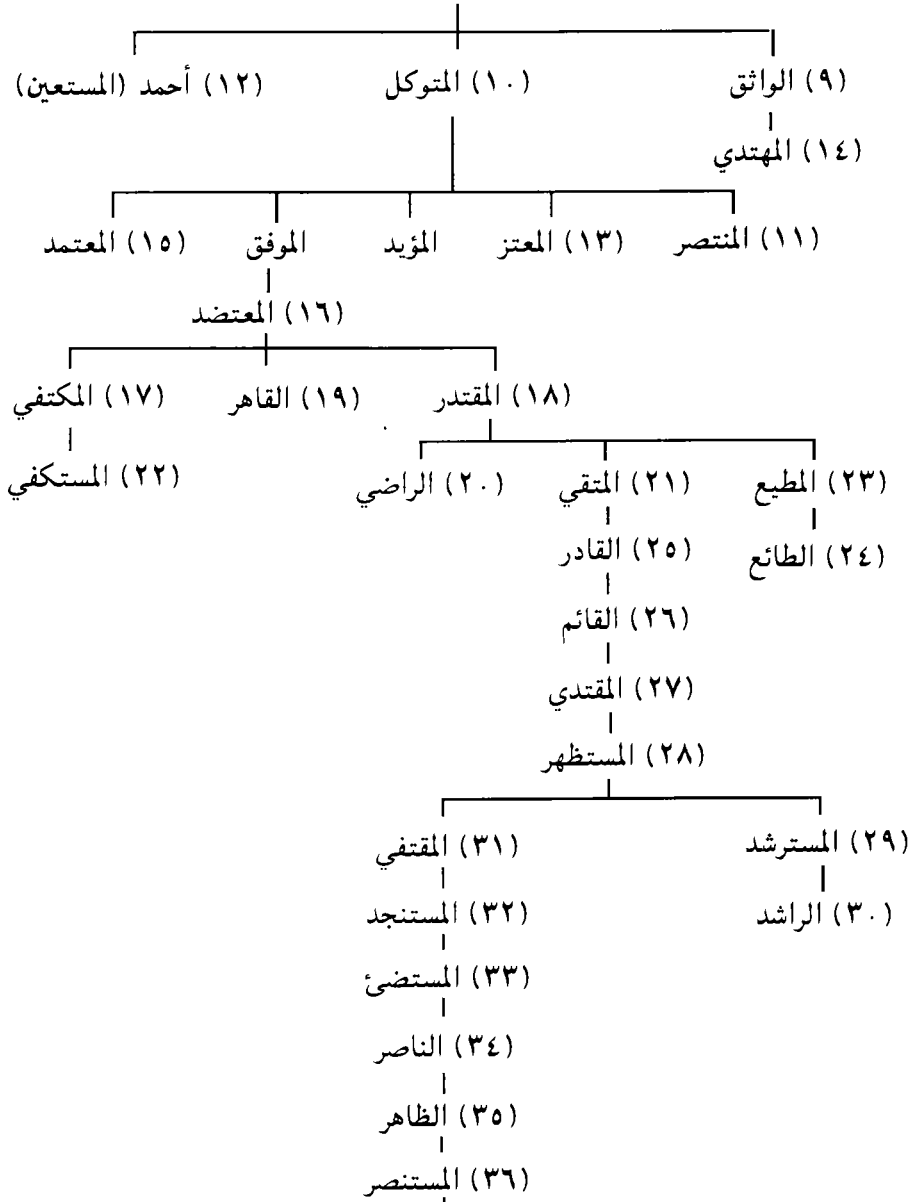 (٩) الواثق (١٠) المتوكل (١٢) أحمد (المستعين)
(١٤) المهتدي
(١١) المنتصر (١٣) المعتز المؤيد الموفق (١٥) المعتمد
(١٦) المعتضد
(١٨) المقتدر (١٩) القاهر (١٧) المكتفي
(٢٣) المطيع (٢١) المتقي (٢٠) الراضي (٢٢) المستكفي
(٢٥) القادر (٢٤) الطائع
(٢٦) القائم
(٢٧) المقتدي
(٢٨) المستظهر
(٢٩) المسترشد (٣١) المقتفي
(٣٠) الراشد (٣٢) المستنجد
(٣٣) المستضئ
(٣٤) الناصر
(٣٥) الظاهر
(٣٦) المستنصر